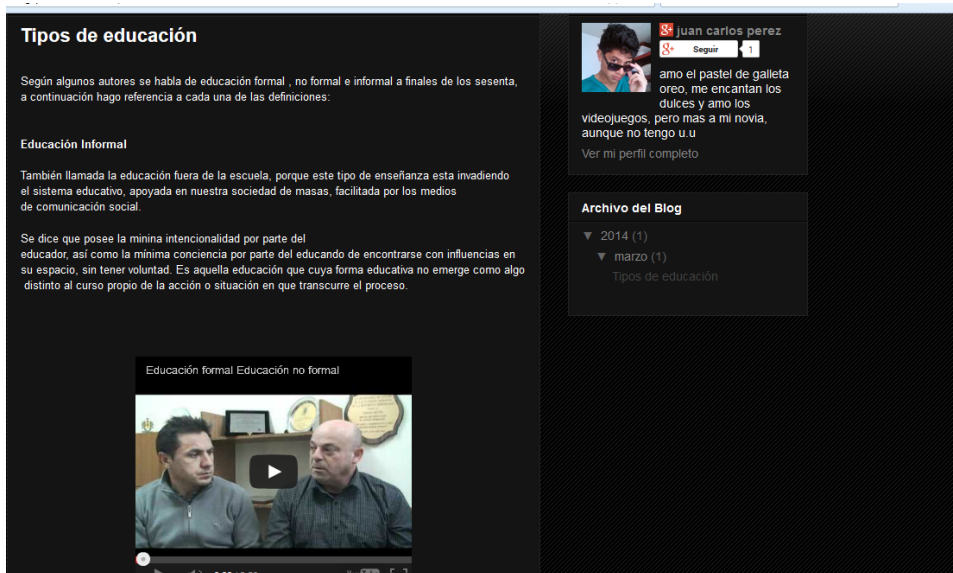 Tipos de educación
Según algunos autores se habla de educación formal , no formal e informal a finales de los sesenta,
a continuación hago referencia a cada una de las definiciones:
Educación Informal
También llamada la educación fuera de la escuela, porque este tipo de enseñanza esta invadiendo
el sistema educativo, apoyada en nuestra sociedad de masas, facilitada por los medios
de comunicación social.
Se dice que posee la minina intencionalidad por parte del
educador, así como la mínima conciencia por parte del educando de encontrarse con influencias en
su espacio, sin tener voluntad. Es aquella educación que cuya forma educativa no emerge como algo
distinto al curso propio de la acción o situación en que transcurre el proceso.
Educación formal Educación no formal
juan carlos perez
Seguir 1
amo el pastel de galleta
oreo, me encantan los
dulces y amo los
videojuegos, pero mas a mi novia,
aunque no tengo u.u
Ver mi perfil completo
Archivo del Blog
▼ 2014 (1)
▼ marzo (1)
Tipos de educación